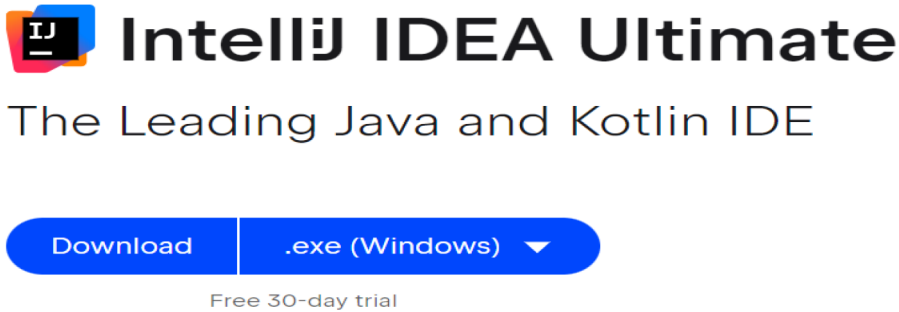 IJ
IntelliJ IDEA Ultimate
The Leading Java and Kotlin IDE
Download
.exe (Windows)
Free 30-day trial